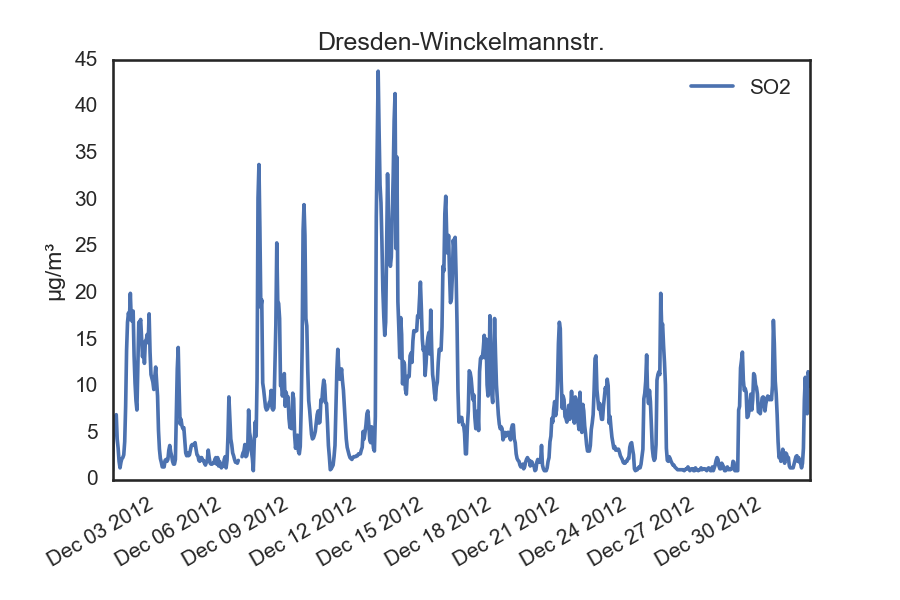 Dresden-Winckelmannstr.
SO2
µg/m³
45
40
35
30
25
20
15
10
5
0
Dec 03 2012
Dec 06 2012
Dec 09 2012
Dec 12 2012
Dec 15 2012
Dec 18 2012
Dec 21 2012
Dec 24 2012
Dec 27 2012
Dec 30 2012